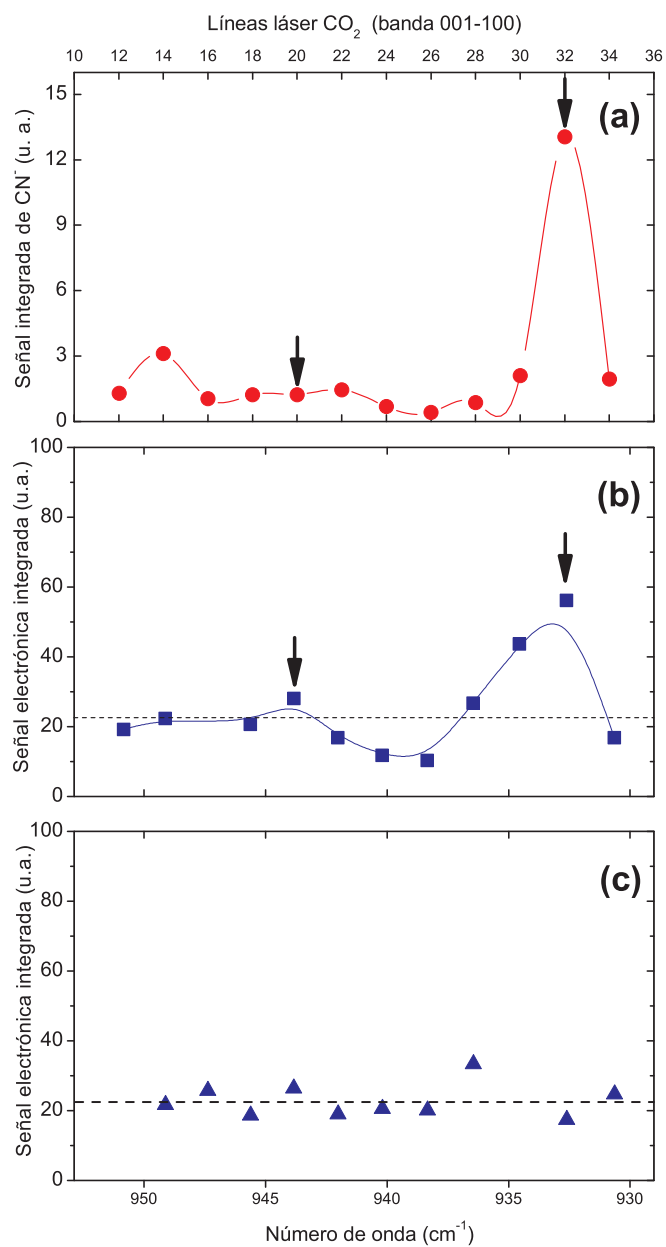 Líneas láser CO₂ (banda 001-100)
10 12 14 16 18 20 22 24 26 28 30 32 34 36
Señal integrada de CN⁻ (u. a.)
15
12
9
6
3
0
(a)
Señal electrónica integrada (u.a.)
100
80
60
40
20
0
(b)
Señal electrónica integrada (u.a.)
100
80
60
40
20
0
(c)
950 945 940 935 930
Número de onda (cm⁻¹)